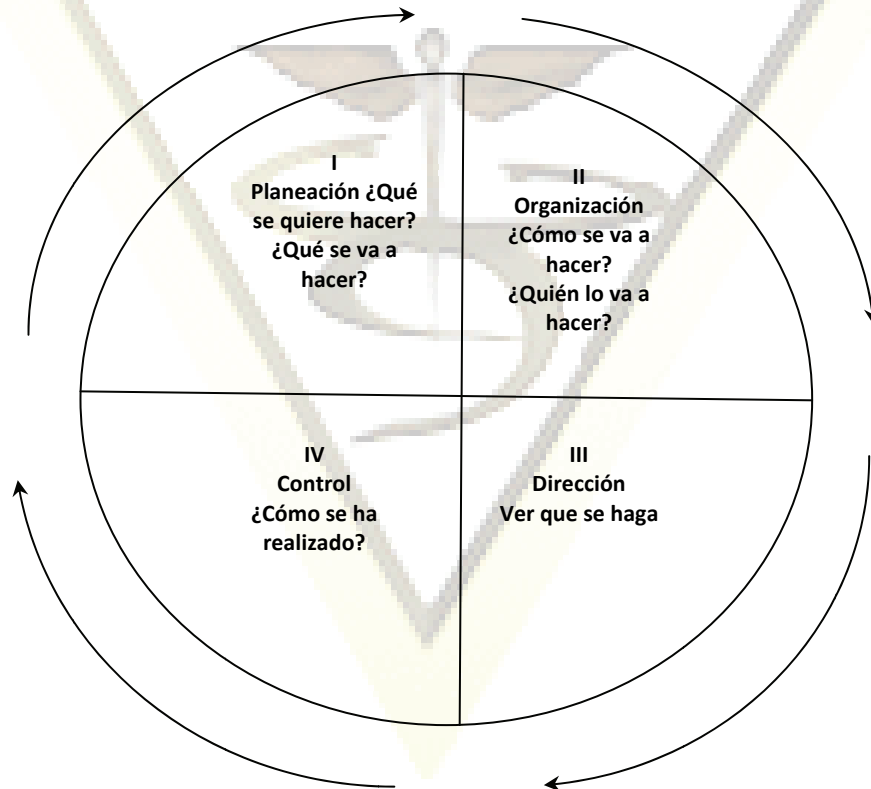 I
Planeación ¿Qué
se quiere hacer?
¿Qué se va a
hacer?
II
Organización
¿Cómo se va a
hacer?
¿Quién lo va a
hacer?
III
Dirección
Ver que se haga
IV
Control
¿Cómo se ha
realizado?